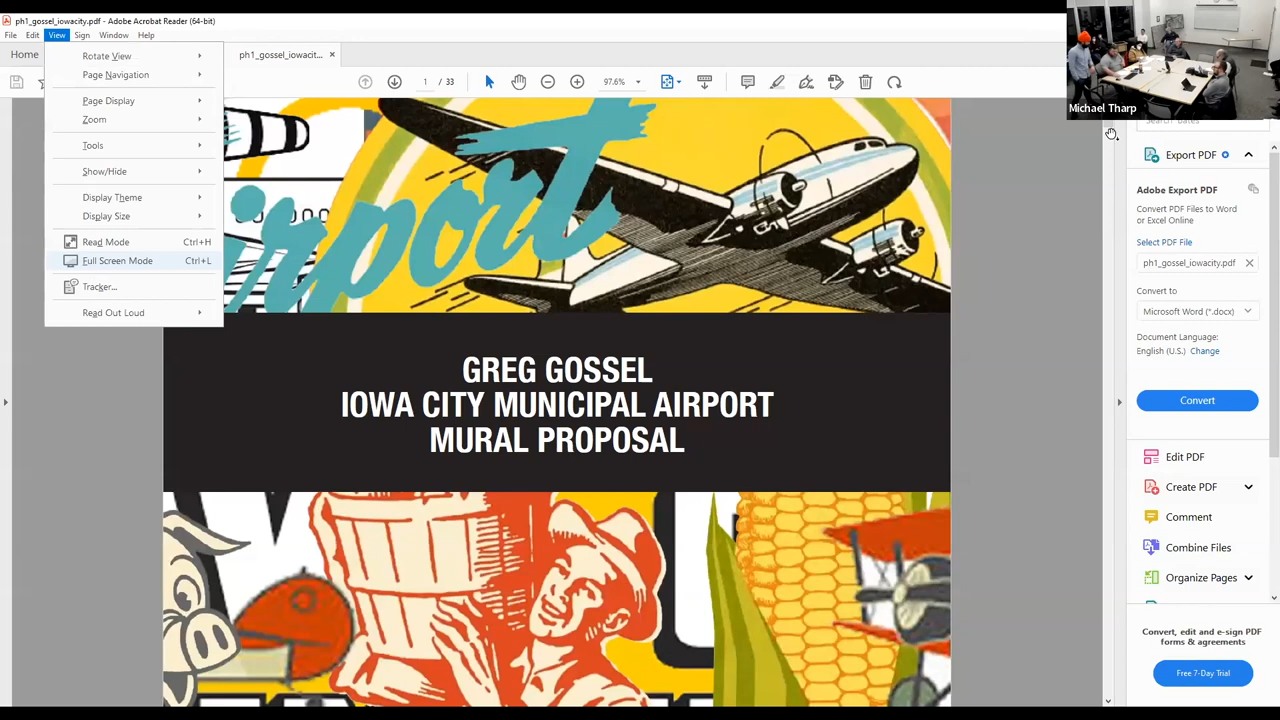 ph1_gossel_iowacity.pdf - Adobe Acrobat Reader (64-bit)
File Edit View Sign Window Help
Home
ph1_gossel_iowacit... ×
1 / 33
97.6%
Rotate View
Page Navigation
Page Display
Zoom
Tools
Show/Hide
Display Theme
Display Size
Read Mode Ctrl+H
Full Screen Mode Ctrl+L
Tracker...
Read Out Loud
Michael Tharp
irport
GREG GOSSEL
IOWA CITY MUNICIPAL AIRPORT
MURAL PROPOSAL
Export PDF
Adobe Export PDF
Convert PDF Files to Word
or Excel Online
Select PDF File
ph1_gossel_iowacity.pdf
Convert to
Microsoft Word (*.docx)
Document Language:
English (U.S.) Change
Convert
Edit PDF
Create PDF
Comment
Combine Files
Organize Pages
Convert, edit and e-sign PDF
forms & agreements
Free 7-Day Trial